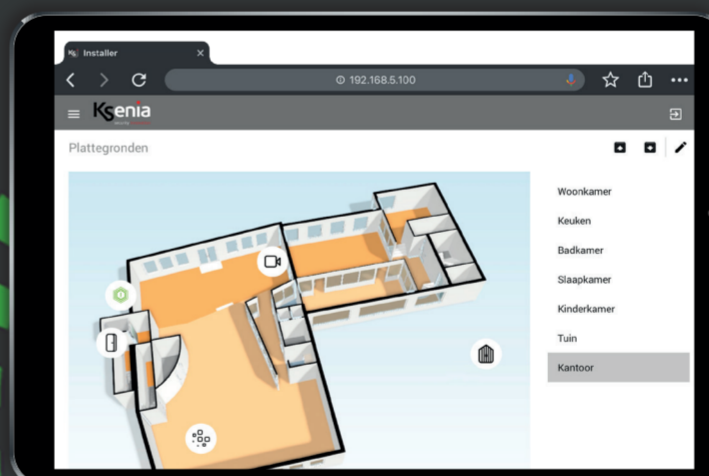 Installer
192.168.5.100
Ksenia
Plattegronden
Woonkamer
Keuken
Badkamer
Slaapkamer
Kinderkamer
Tuin
Kantoor